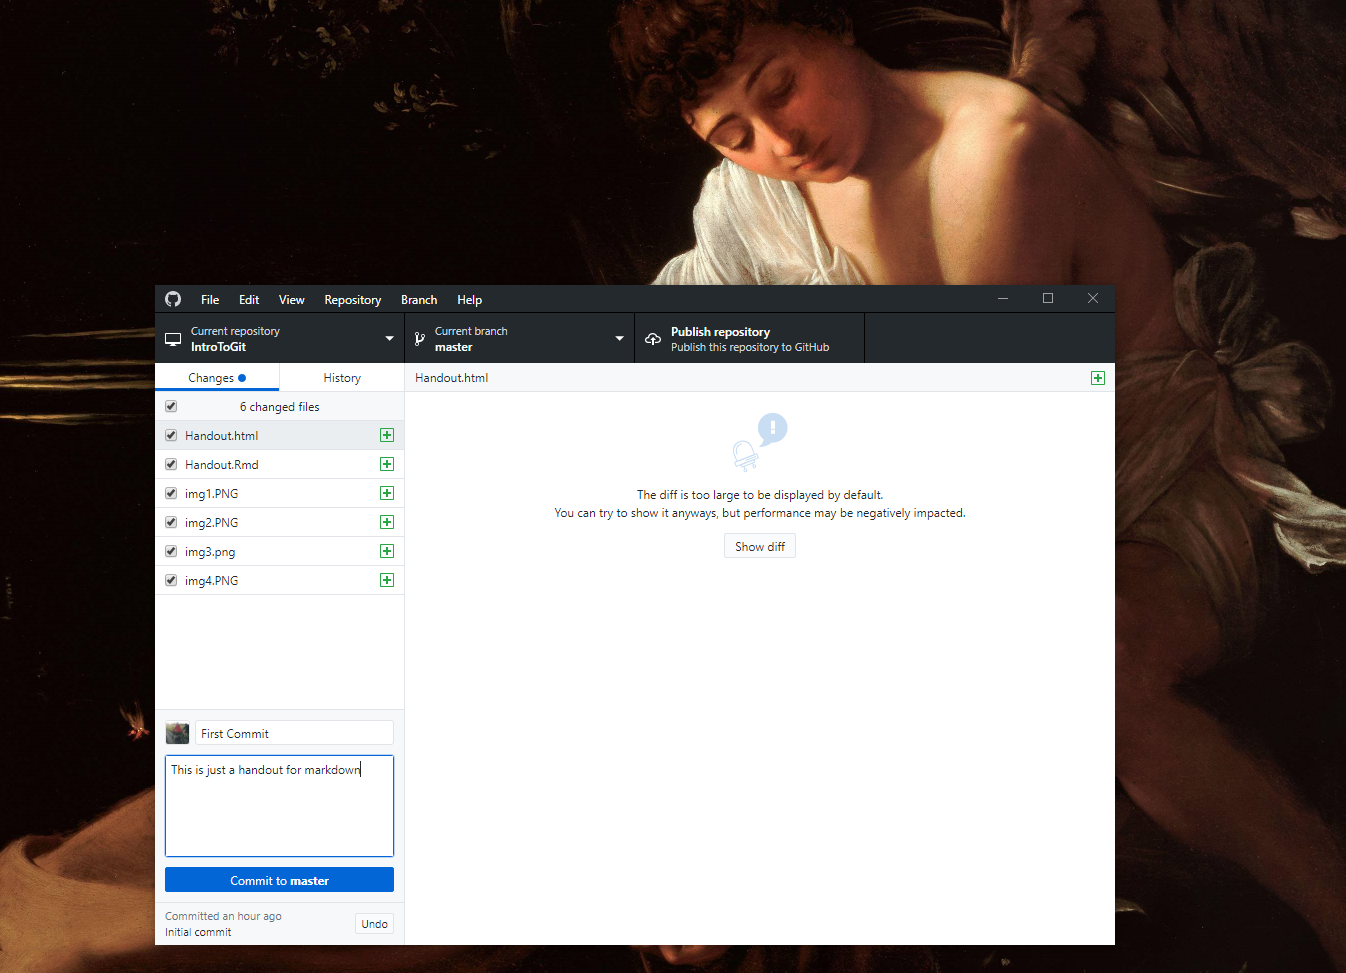 File Edit View Repository Branch Help
Current repository
IntroToGit
Current branch
master
Publish repository
Publish this repository to GitHub
Changes
History
6 changed files
Handout.html
Handout.Rmd
img1.PNG
img2.PNG
img3.png
img4.PNG
First Commit
This is just a handout for markdown
Commit to master
Committed an hour ago
Initial commit
Undo
Handout.html
The diff is too large to be displayed by default.
You can try to show it anyways, but performance may be negatively impacted.
Show diff